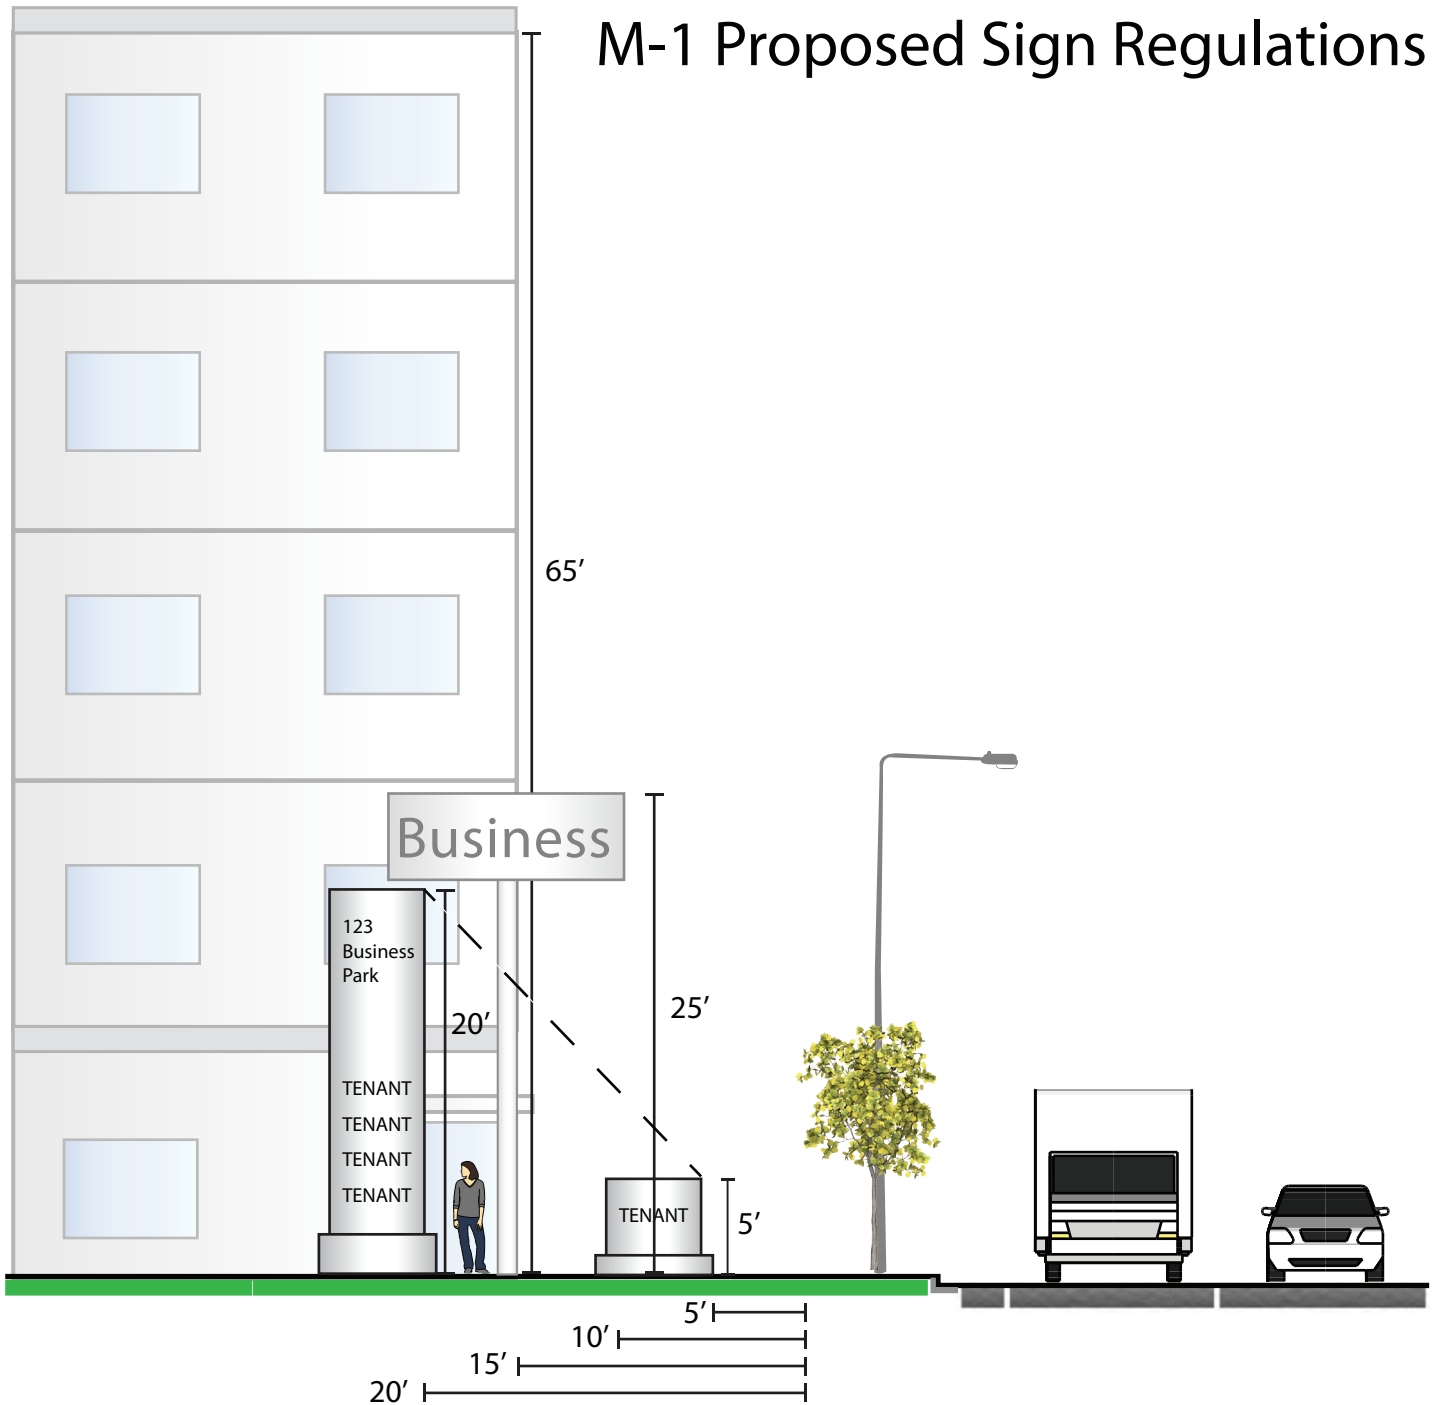 M-1 Proposed Sign Regulations
65’
Business
123
Business
Park
20’
25’
TENANT
TENANT
TENANT
TENANT
TENANT
5’
5’
10’
15’
20’